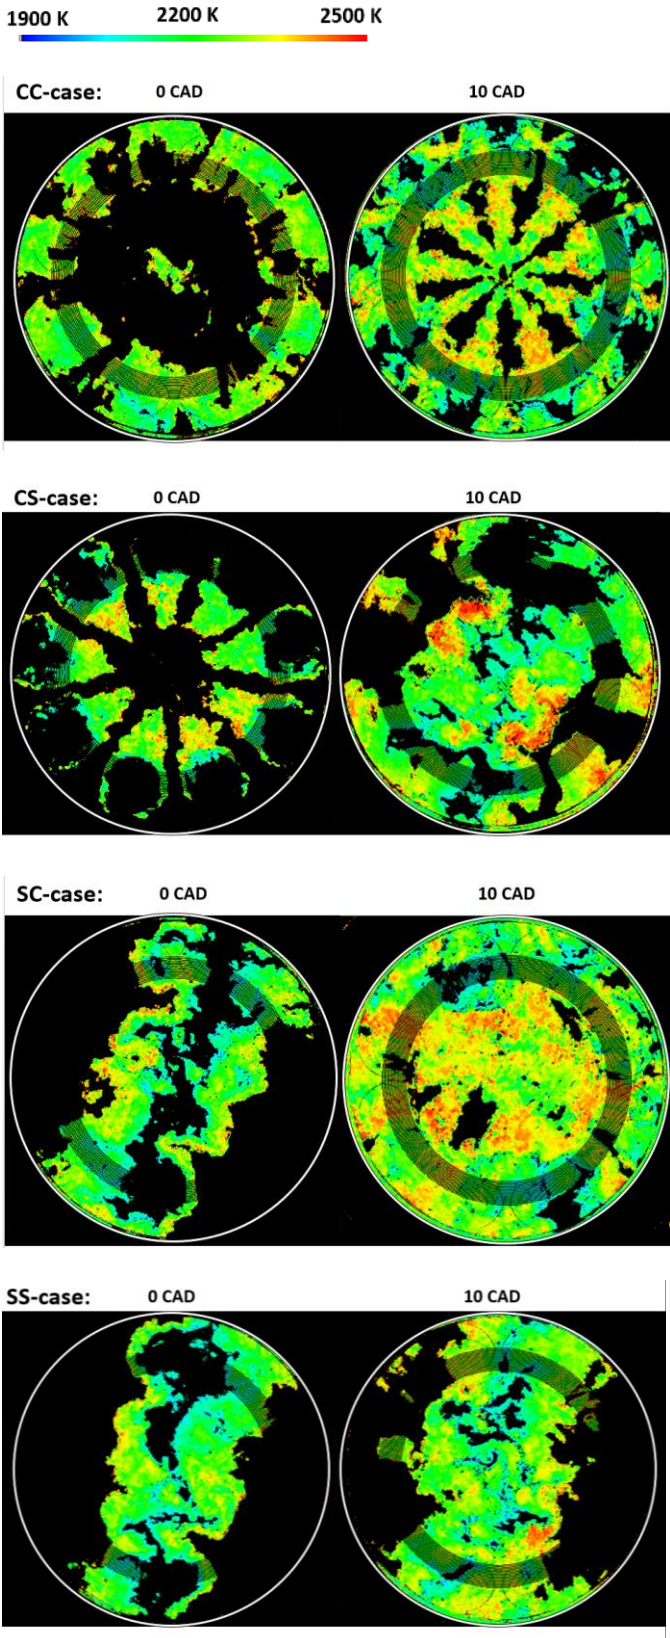 1900 K 2200 K 2500 K
CC-case: 0 CAD 10 CAD
CS-case: 0 CAD 10 CAD
SC-case: 0 CAD 10 CAD
SS-case: 0 CAD 10 CAD